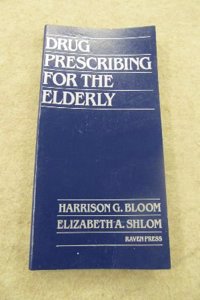 DRUG
PRESCRIBING
FOR THE
ELDERLY
HARRISON G. BLOOM
ELIZABETH A. SHLOM
RAVEN PRESS